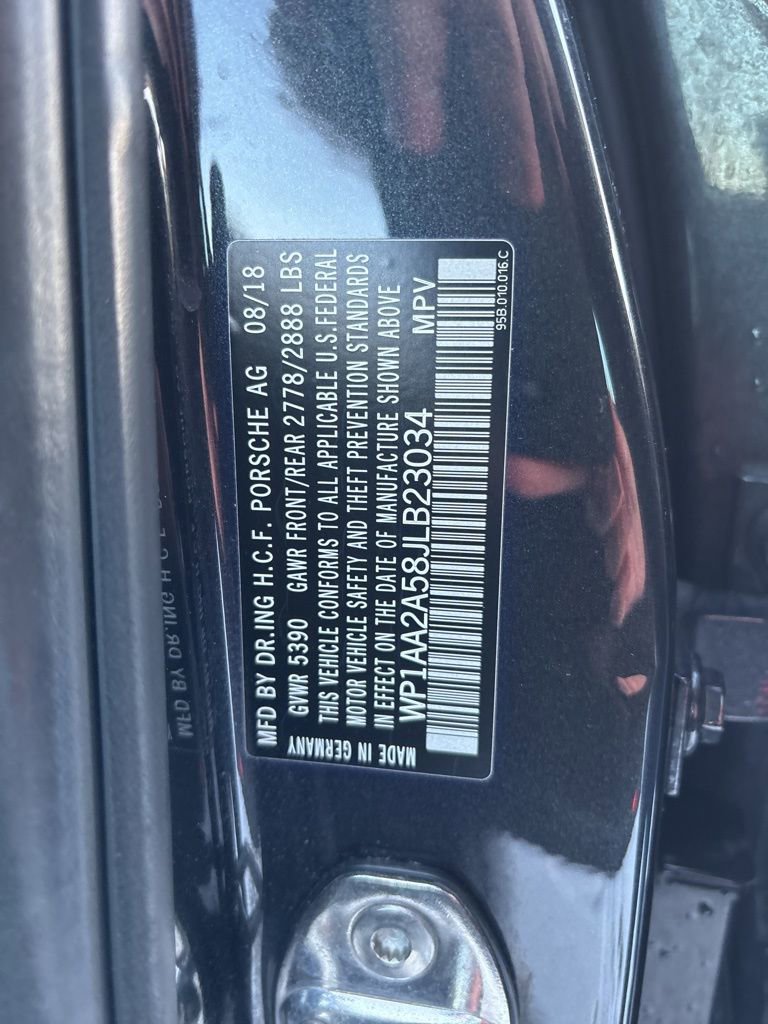 MFD BY DR.ING H.C.F. PORSCHE AG 08/18
GVWR 5390 GAWR FRONT/REAR 2778/2888 LBS
THIS VEHICLE CONFORMS TO ALL APPLICABLE U.S.FEDERAL
MOTOR VEHICLE SAFETY AND THEFT PREVENTION STANDARDS
IN EFFECT ON THE DATE OF MANUFACTURE SHOWN ABOVE
WP1AA2A58JLB23034 MPV
MADE IN GERMANY
95B.010.016.C